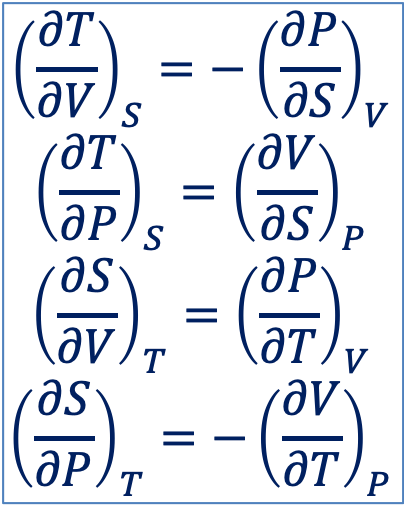 (∂T/∂V)_S = −(∂P/∂S)_V
(∂T/∂P)_S = (∂V/∂S)_P
(∂S/∂V)_T = (∂P/∂T)_V
(∂S/∂P)_T = −(∂V/∂T)_P